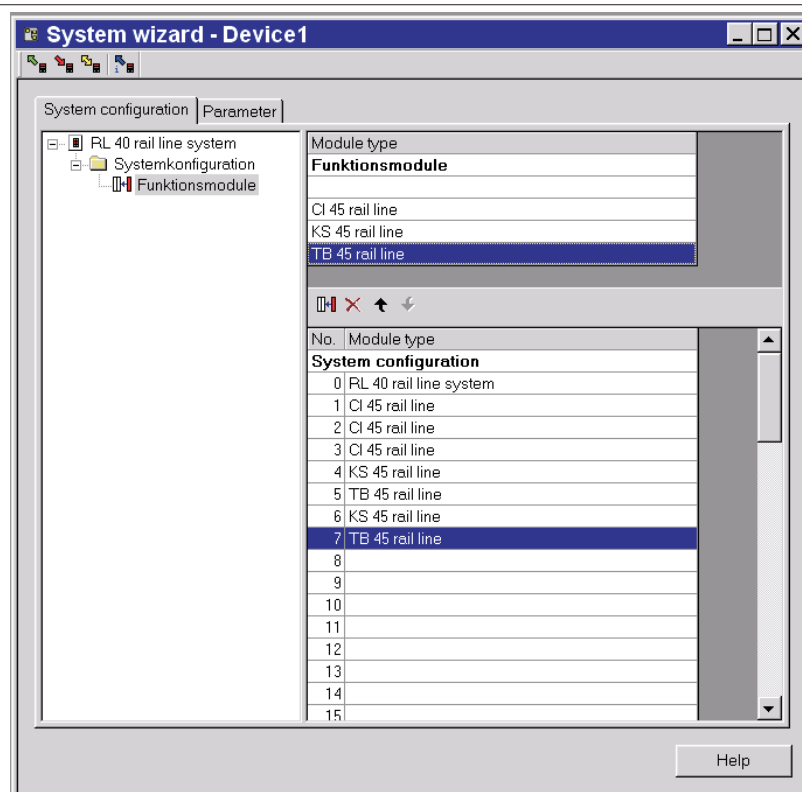 System wizard - Device1
System configuration
Parameter
RL 40 rail line system
Systemkonfiguration
Funktionsmodule
Module type
Funktionsmodule
CI 45 rail line
KS 45 rail line
TB 45 rail line
No. Module type
System configuration
0 RL 40 rail line system
1 CI 45 rail line
2 CI 45 rail line
3 CI 45 rail line
4 KS 45 rail line
5 TB 45 rail line
6 KS 45 rail line
7 TB 45 rail line
8
9
10
11
12
13
14
15
Help